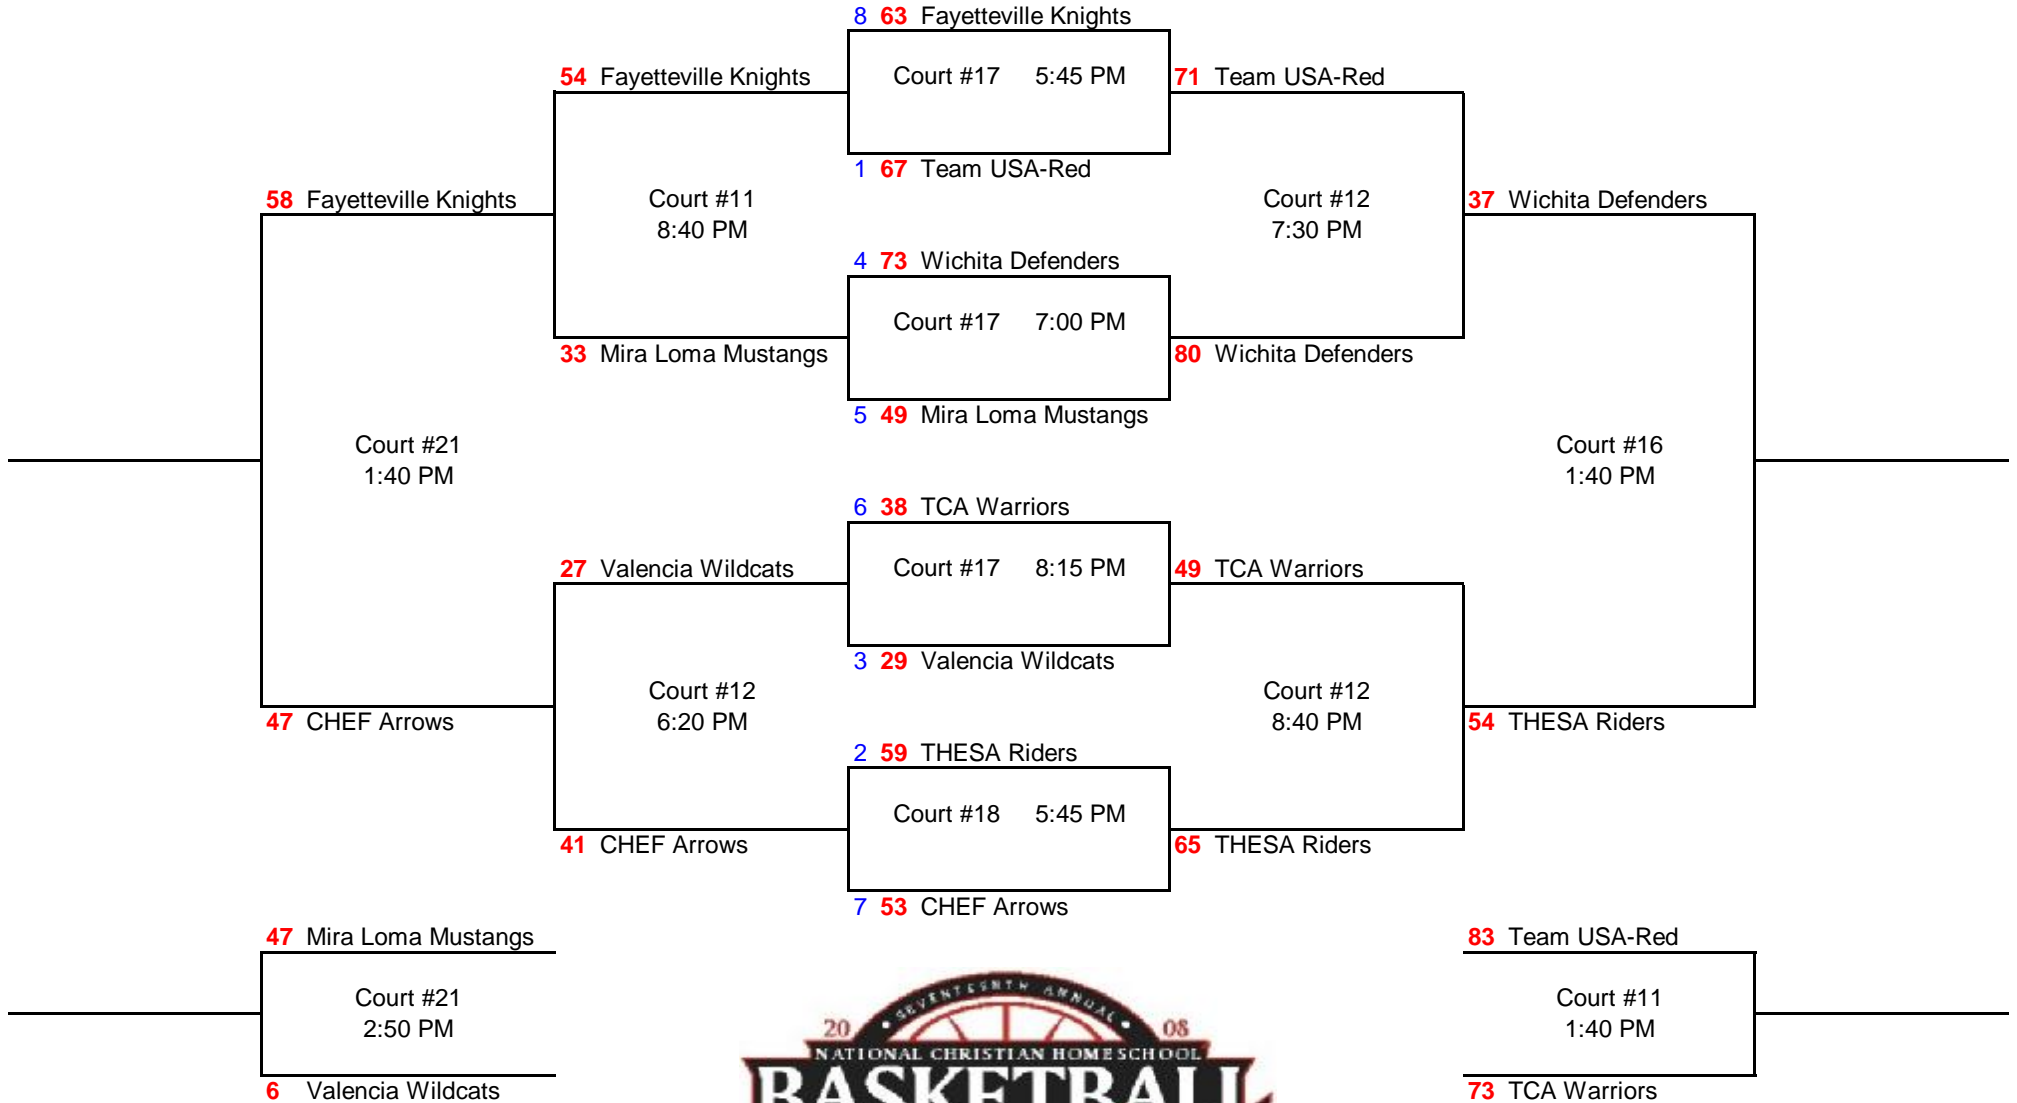 8 63 Fayetteville Knights
54 Fayetteville Knights
Court #17 5:45 PM
71 Team USA-Red
1 67 Team USA-Red
58 Fayetteville Knights
Court #11
8:40 PM
Court #12
7:30 PM
37 Wichita Defenders
4 73 Wichita Defenders
Court #17 7:00 PM
33 Mira Loma Mustangs
80 Wichita Defenders
5 49 Mira Loma Mustangs
Court #21
1:40 PM
Court #16
1:40 PM
6 38 TCA Warriors
27 Valencia Wildcats
Court #17 8:15 PM
49 TCA Warriors
3 29 Valencia Wildcats
47 CHEF Arrows
Court #12
6:20 PM
Court #12
8:40 PM
54 THESA Riders
2 59 THESA Riders
Court #18 5:45 PM
41 CHEF Arrows
65 THESA Riders
7 53 CHEF Arrows
47 Mira Loma Mustangs
83 Team USA-Red
Court #21
2:50 PM
Court #11
1:40 PM
6 Valencia Wildcats
73 TCA Warriors
SEVENTEENTH ANNUAL
20 08
NATIONAL CHRISTIAN HOMESCHOOL
BASKETBALL